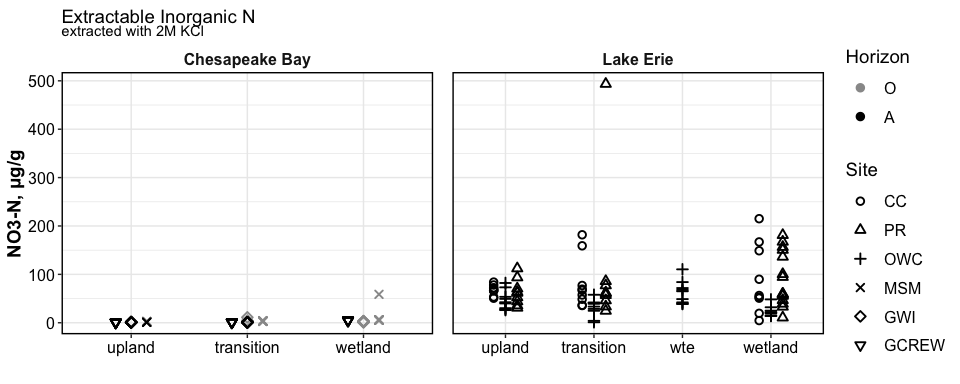 Extractable Inorganic N
extracted with 2M KCl
Chesapeake Bay
Lake Erie
NO3-N, µg/g
500
400
300
200
100
0
upland
transition
wetland
upland
transition
wte
wetland
Horizon
O
A
Site
CC
PR
OWC
MSM
GWI
GCREW